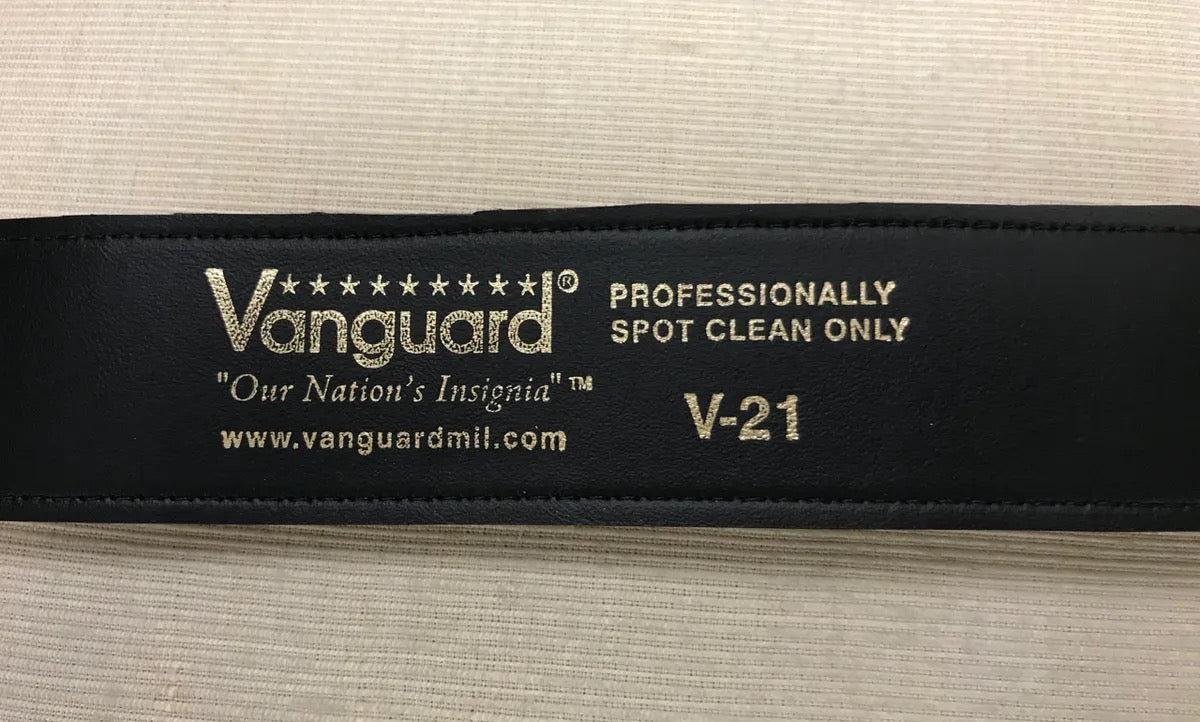 Vanguard®
"Our Nation's Insignia"™
www.vanguardmil.com
PROFESSIONALLY
SPOT CLEAN ONLY
V-21